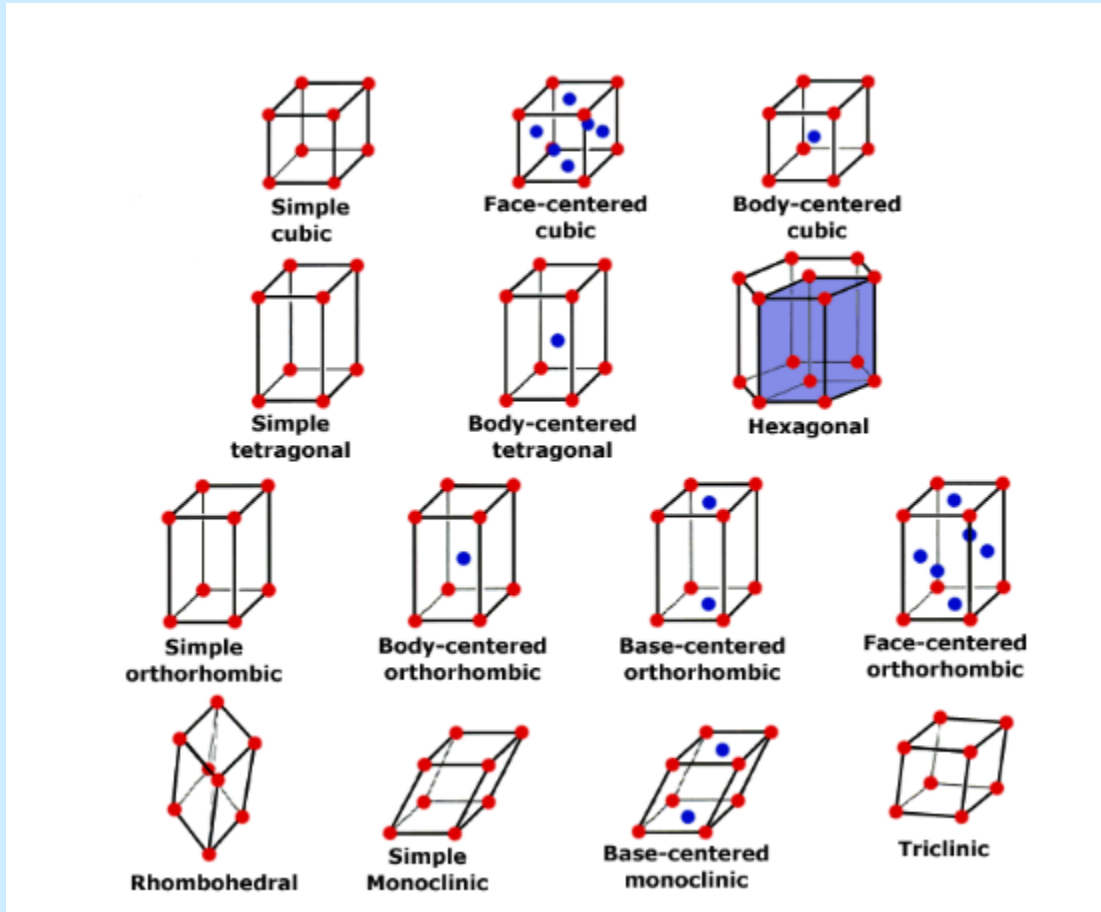 Simple
cubic
Face-centered
cubic
Body-centered
cubic
Simple
tetragonal
Body-centered
tetragonal
Hexagonal
Simple
orthorhombic
Body-centered
orthorhombic
Base-centered
orthorhombic
Face-centered
orthorhombic
Rhombohedral
Simple
Monoclinic
Base-centered
monoclinic
Triclinic